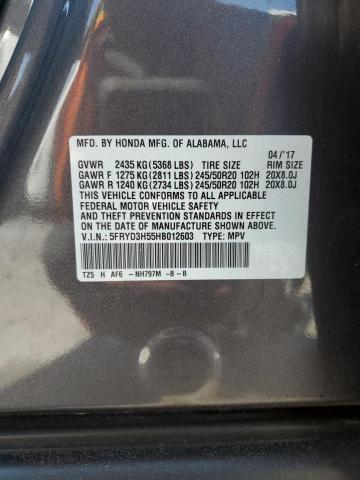 MFD. BY HONDA MFG. OF ALABAMA, LLC
04 /'17
GVWR 2435 KG (5368 LBS) TIRE SIZE RIM SIZE
GAWR F 1275 KG (2811 LBS) 245/50R20 102H 20X8.0J
GAWR R 1240 KG (2734 LBS) 245/50R20 102H 20X8.0J
THIS VEHICLE CONFORMS TO ALL APPLICABLE
FEDERAL MOTOR VEHICLE SAFETY STANDARDS
IN EFFECT ON THE DATE OF MANUFACTURE
SHOWN ABOVE.
V.I.N.: 5FRYD3H55HB012603 TYPE: MPV
TZ5 H AF6 -NH797M -B -B